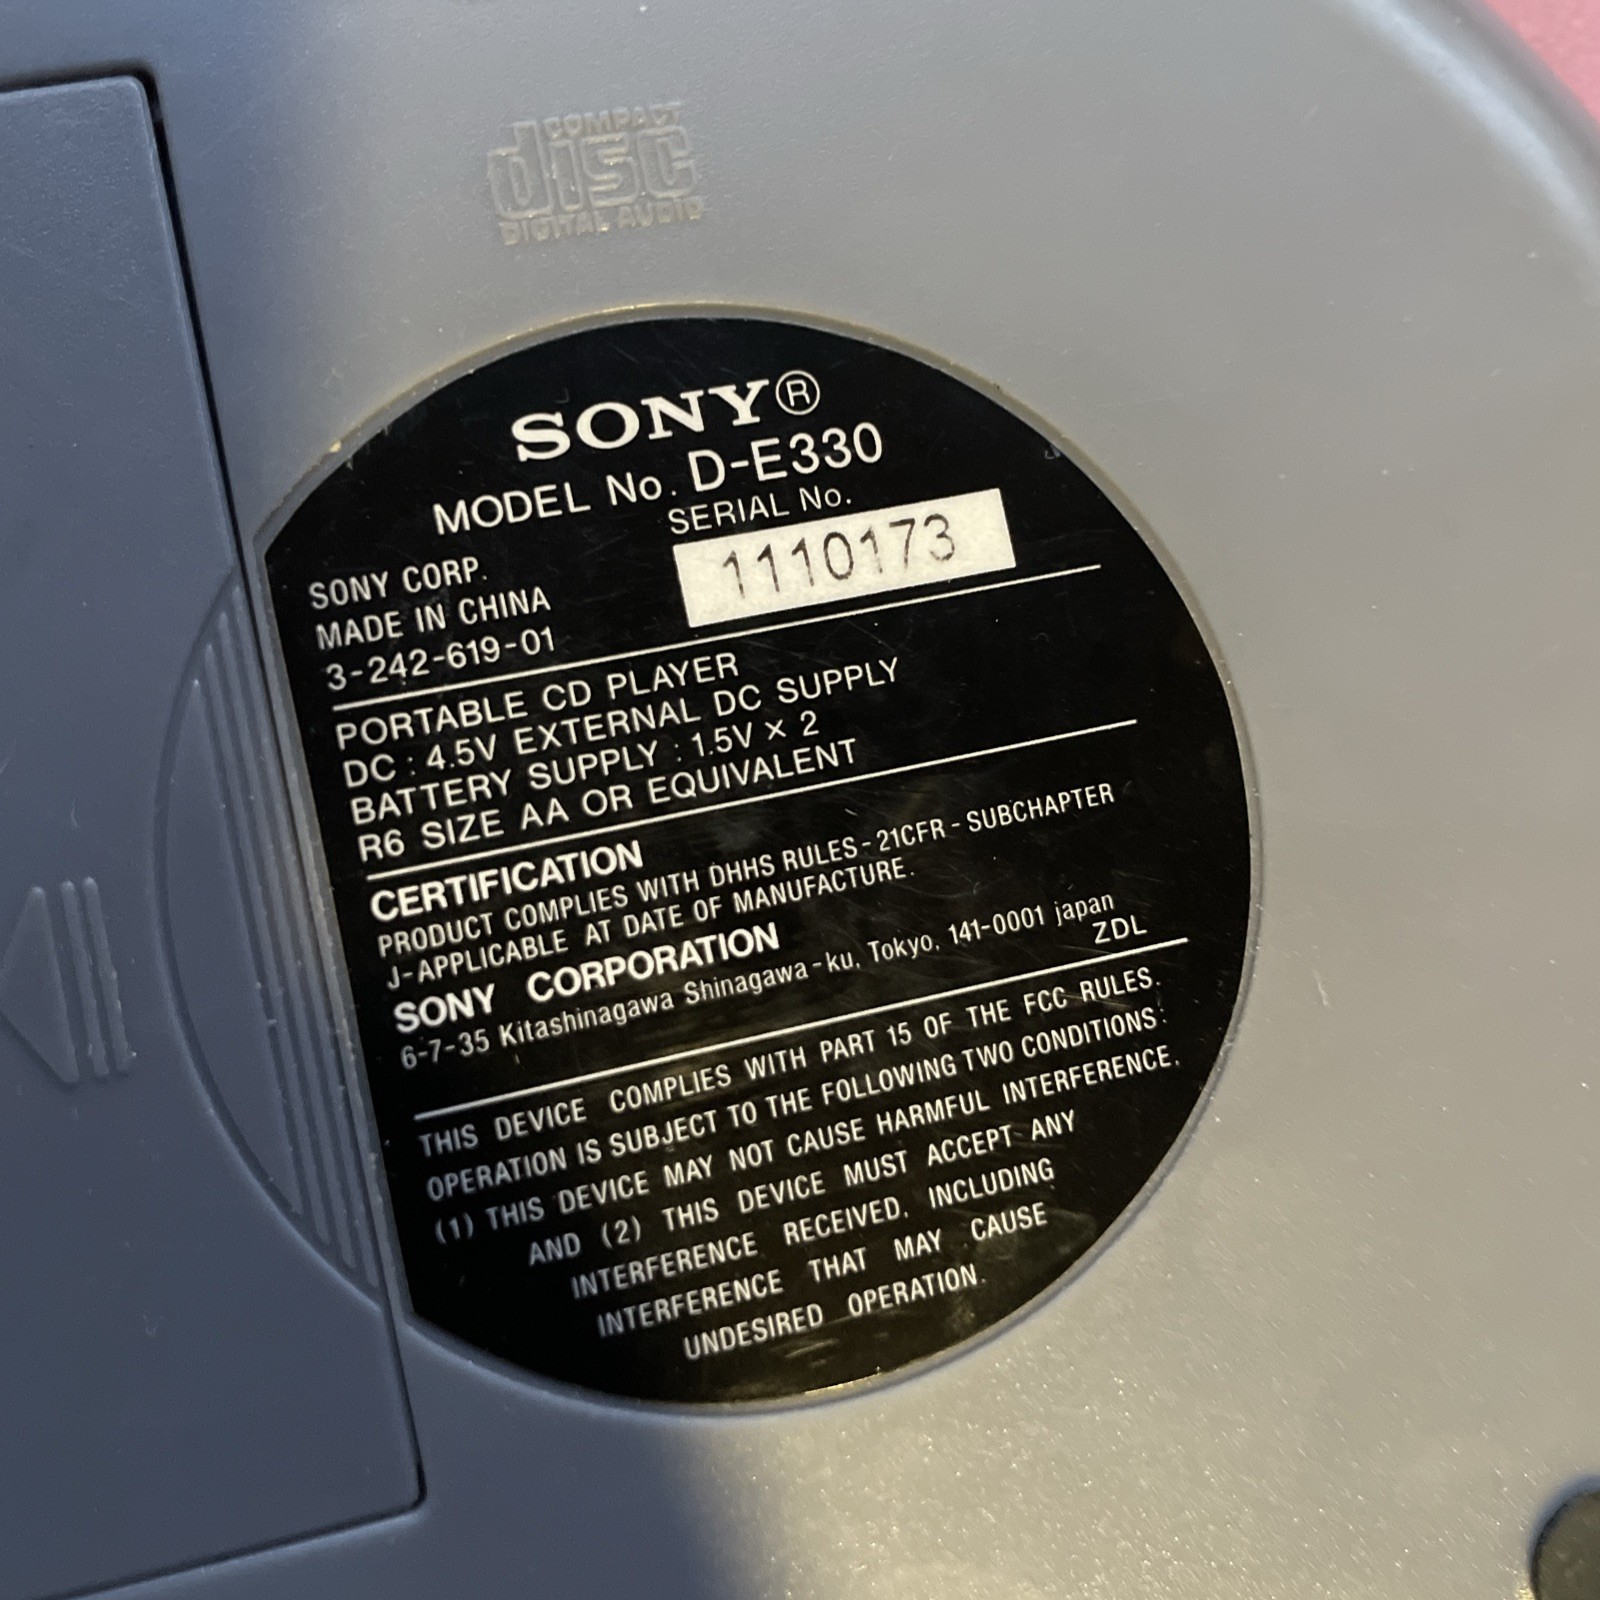 COMPACT
disc
DIGITAL AUDIO
SONY®
MODEL No. D-E330
SERIAL No.
1110173
SONY CORP.
MADE IN CHINA
3-242-619-01
PORTABLE CD PLAYER
DC : 4.5V EXTERNAL DC SUPPLY
BATTERY SUPPLY : 1.5V × 2
R6 SIZE AA OR EQUIVALENT
CERTIFICATION
PRODUCT COMPLIES WITH DHHS RULES - 21CFR - SUBCHAPTER
J-APPLICABLE AT DATE OF MANUFACTURE.
SONY CORPORATION
6-7-35 Kitashinagawa Shinagawa-ku, Tokyo, 141-0001 japan
ZDL
THIS DEVICE COMPLIES WITH PART 15 OF THE FCC RULES.
OPERATION IS SUBJECT TO THE FOLLOWING TWO CONDITIONS:
(1) THIS DEVICE MAY NOT CAUSE HARMFUL INTERFERENCE.
AND (2) THIS DEVICE MUST ACCEPT ANY
INTERFERENCE RECEIVED, INCLUDING
INTERFERENCE THAT MAY CAUSE
UNDESIRED OPERATION.